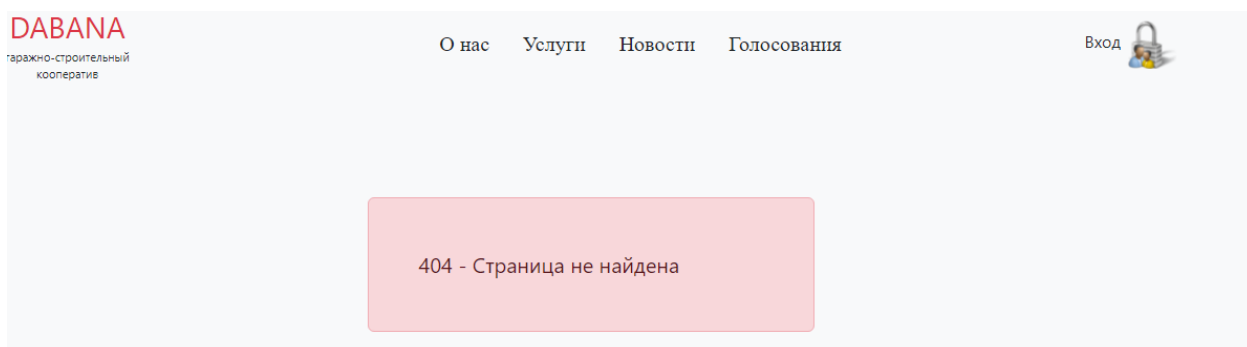 DABANA
гаражно-строительный
кооператив
О нас Услуги Новости Голосования
Вход
404 - Страница не найдена